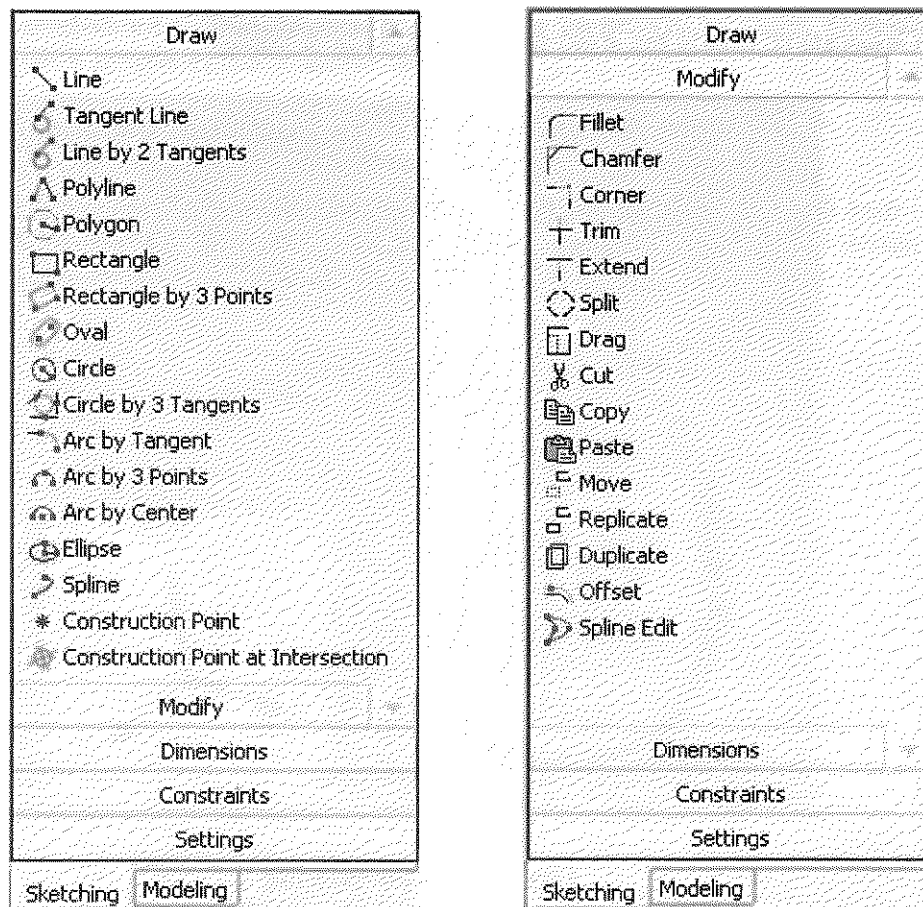 Draw
Line
Tangent Line
Line by 2 Tangents
Polyline
Polygon
Rectangle
Rectangle by 3 Points
Oval
Circle
Circle by 3 Tangents
Arc by Tangent
Arc by 3 Points
Arc by Center
Ellipse
Spline
Construction Point
Construction Point at Intersection
Modify
Dimensions
Constraints
Settings
Sketching Modeling
Draw
Modify
Fillet
Chamfer
Corner
Trim
Extend
Split
Drag
Cut
Copy
Paste
Move
Replicate
Duplicate
Offset
Spline Edit
Dimensions
Constraints
Settings
Sketching Modeling